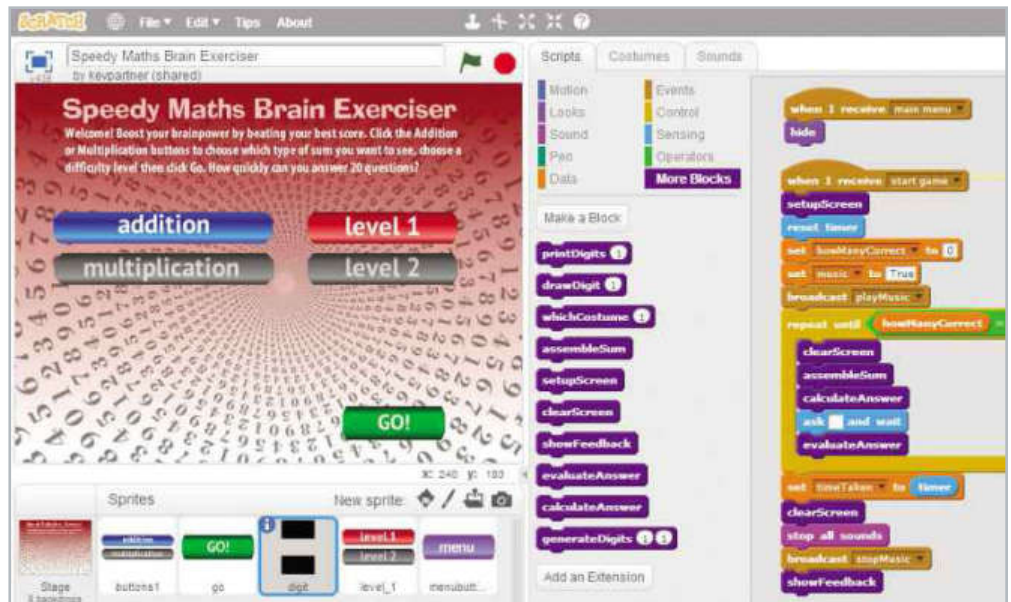 SCRATCH File Edit Tips About
Speedy Maths Brain Exerciser
by kevpartner (shared)
Speedy Maths Brain Exerciser
Welcome! Boost your brainpower by beating your best score. Click the Addition
or Multiplication buttons to choose which type of sum you want to see, choose a
difficulty level then click Go. How quickly can you answer 20 questions?
addition
level 1
multiplication
level 2
GO!
x: 240 y: 183
Sprites
New sprite:
Stage
addition
multiplication
buttons1
GO!
go
digit
level 1
level 2
level_1
menu
menubutt...
Scripts Costumes Sounds
Motion
Looks
Sound
Pen
Data
Events
Control
Sensing
Operators
More Blocks
Make a Block
printDigits 1
drawDigit 1
whichCostume 1
assembleSum
setupScreen
clearScreen
showFeedback
evaluateAnswer
calculateAnswer
generateDigits 1 1
Add an Extension
when I receive main menu
hide
when I receive start game
setupScreen
reset timer
set howManyCorrect to 0
set music to True
broadcast playMusic
repeat until howManyCorrect =
clearScreen
assembleSum
calculateAnswer
ask and wait
evaluateAnswer
set timeTaken to timer
clearScreen
stop all sounds
broadcast stopMusic
showFeedback